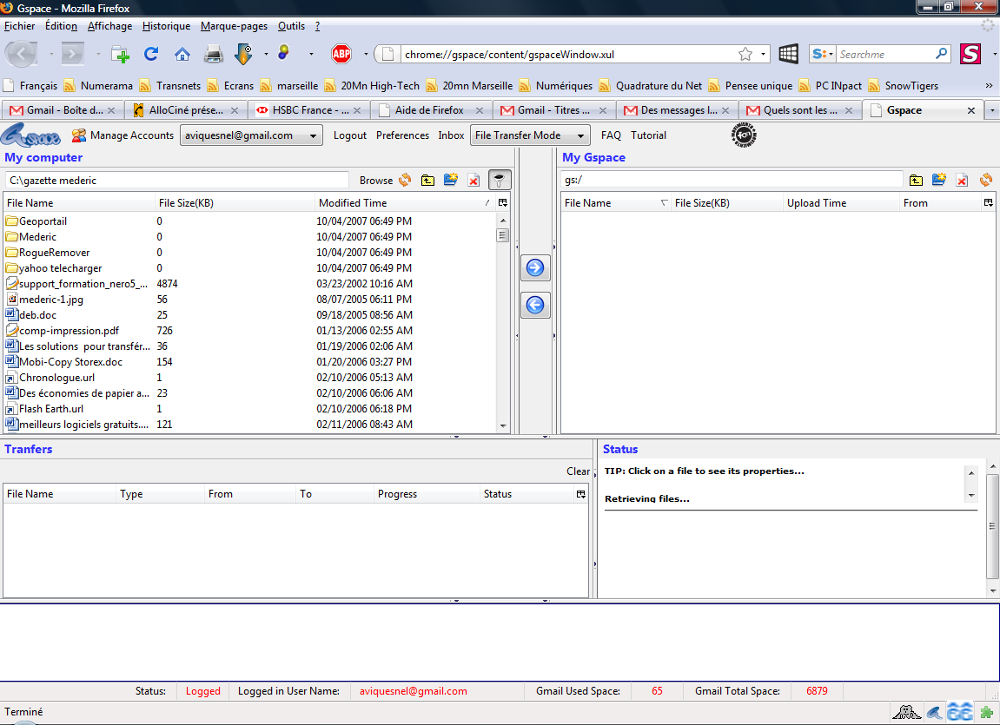 Gspace - Mozilla Firefox
Fichier Édition Affichage Historique Marque-pages Outils ?
ABP chrome://gspace/content/gspaceWindow.xul S Searchme S
Français Numerama Transnets Ecrans marseille 20Mn High-Tech 20mn Marseille Numériques Quadrature du Net Pensee unique PC INpact SnowTigers »
Gmail - Boîte d... AlloCiné prése... HSBC France - ... Aide de Firefox Gmail - Titres ... Des messages l... Quels sont les ... Gspace
Gspace Manage Accounts aviquesnel@gmail.com Logout Preferences Inbox File Transfer Mode FAQ Tutorial
My computer My Gspace
C:\gazette mederic Browse gs:/
File Name File Size(KB) Modified Time File Name File Size(KB) Upload Time From
Geoportail 0 10/04/2007 06:49 PM
Mederic 0 10/04/2007 06:49 PM
RogueRemover 0 10/04/2007 06:49 PM
yahoo telecharger 0 10/04/2007 06:49 PM
support_formation_nero5_... 4874 03/23/2002 10:16 AM
mederic-1.jpg 56 08/07/2005 06:11 PM
deb.doc 25 09/18/2005 08:56 AM
comp-impression.pdf 726 01/13/2006 02:55 AM
Les solutions pour transfér... 36 01/19/2006 02:06 AM
Mobi-Copy Storex.doc 154 01/20/2006 03:27 PM
Chronologue.url 1 02/10/2006 05:13 AM
Des économies de papier a... 23 02/10/2006 06:06 AM
Flash Earth.url 1 02/10/2006 06:18 PM
meilleurs logiciels gratuits.... 121 02/11/2006 08:43 AM
Tranfers Status
Clear TIP: Click on a file to see its properties...
File Name Type From To Progress Status
Retrieving files...
Status: Logged Logged in User Name: aviquesnel@gmail.com Gmail Used Space: 65 Gmail Total Space: 6879
Terminé